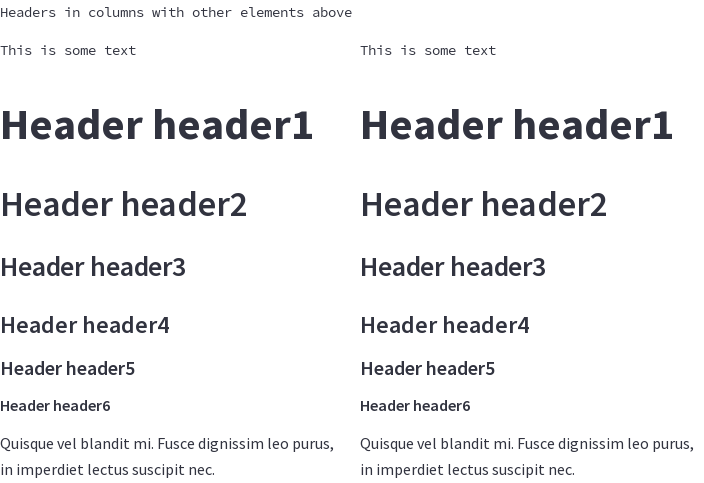 Headers in columns with other elements above
This is some text
Header header1
Header header2
Header header3
Header header4
Header header5
Header header6
Quisque vel blandit mi. Fusce dignissim leo purus,
in imperdiet lectus suscipit nec.
This is some text
Header header1
Header header2
Header header3
Header header4
Header header5
Header header6
Quisque vel blandit mi. Fusce dignissim leo purus,
in imperdiet lectus suscipit nec.